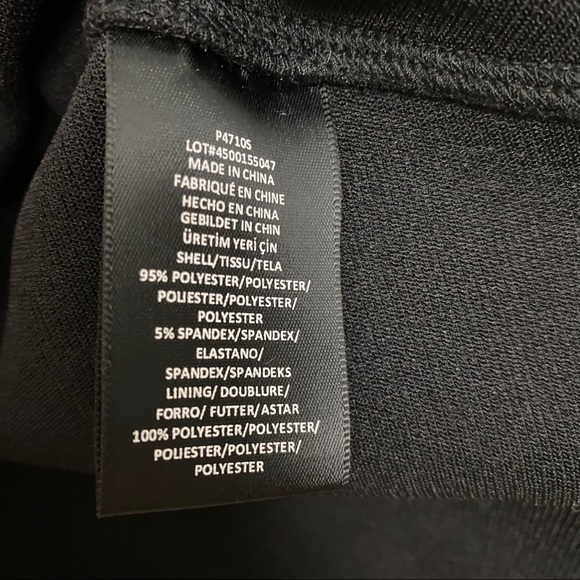 P4710S
LOT#4500155047
MADE IN CHINA
FABRIQUÉ EN CHINE
HECHO EN CHINA
GEBILDET IN CHIN
ÜRETİM YERİ ÇİN
SHELL/TISSU/TELA
95% POLYESTER/POLYESTER/
POLIESTER/POLYESTER/
POLYESTER
5% SPANDEX/SPANDEX/
ELASTANO/
SPANDEX/SPANDEKS
LINING/ DOUBLURE/
FORRO/ FUTTER/ASTAR
100% POLYESTER/POLYESTER/
POLIESTER/POLYESTER/
POLYESTER